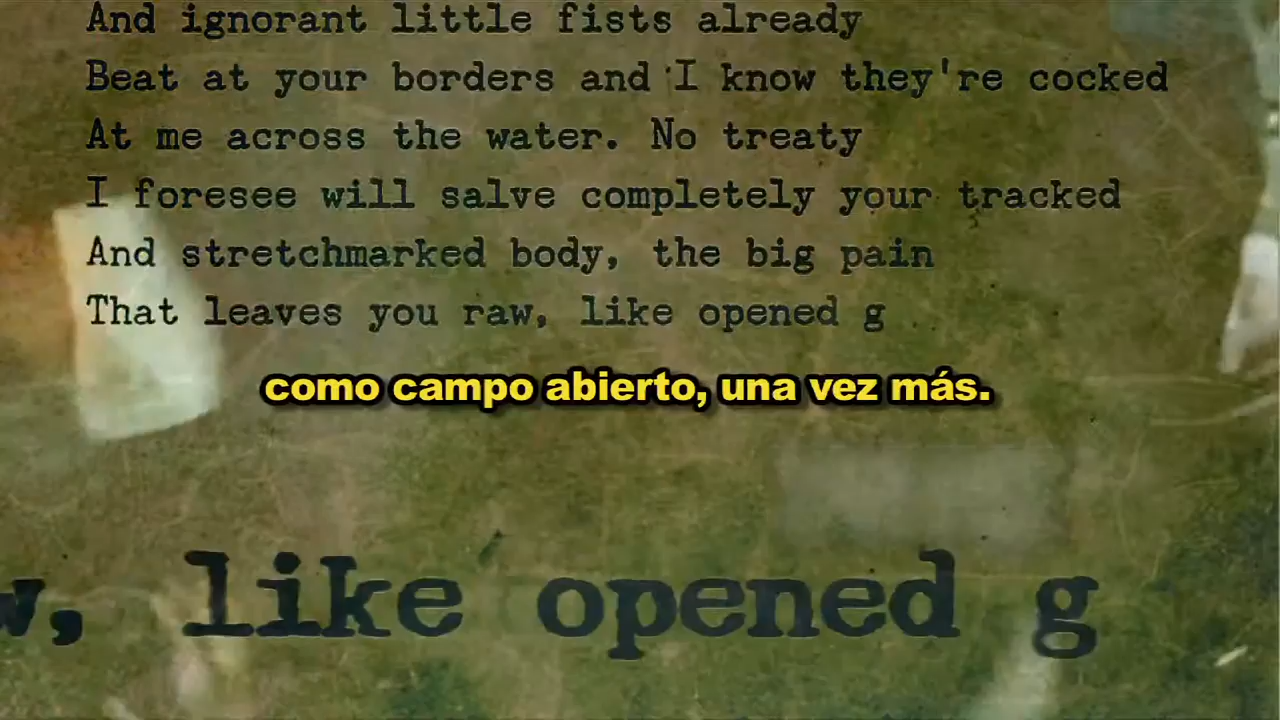 And ignorant little fists already
Beat at your borders and I know they're cocked
At me across the water. No treaty
I foresee will salve completely your tracked
And stretchmarked body, the big pain
That leaves you raw, like opened g
como campo abierto, una vez más.
w, like opened g